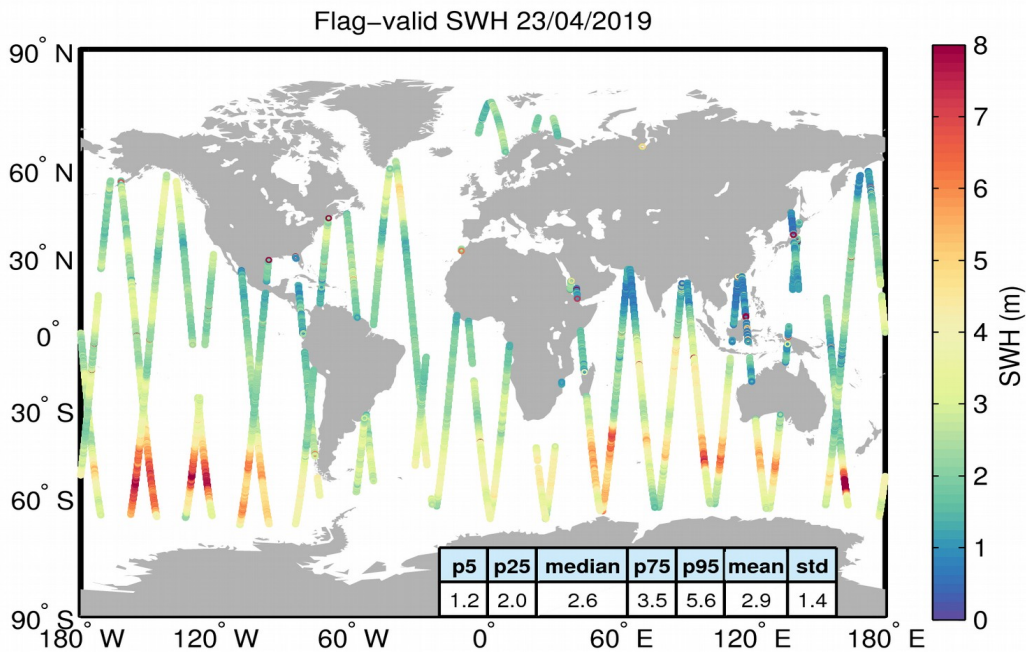 Flag−valid SWH 23/04/2019
90° N
60° N
30° N
0°
30° S
60° S
90° S
180° W
120° W
60° W
0°
60° E
120° E
180° E
8
7
6
5
4
3
2
1
0
SWH (m)
p5 p25 median p75 p95 mean std
1.2 2.0 2.6 3.5 5.6 2.9 1.4